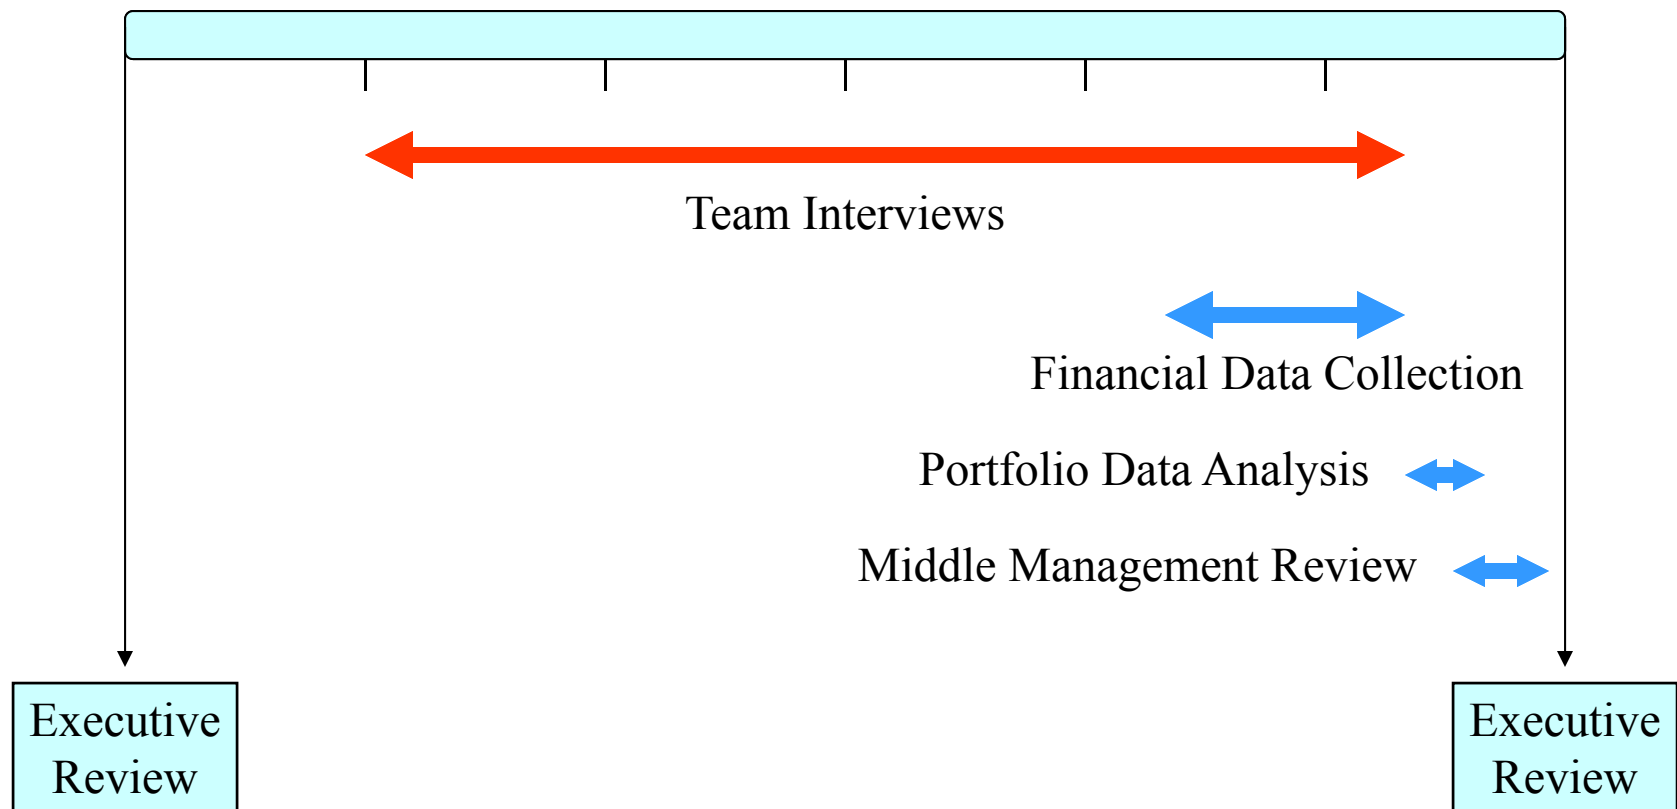 Team Interviews
Financial Data Collection
Portfolio Data Analysis
Middle Management Review
Executive
Review
Executive
Review